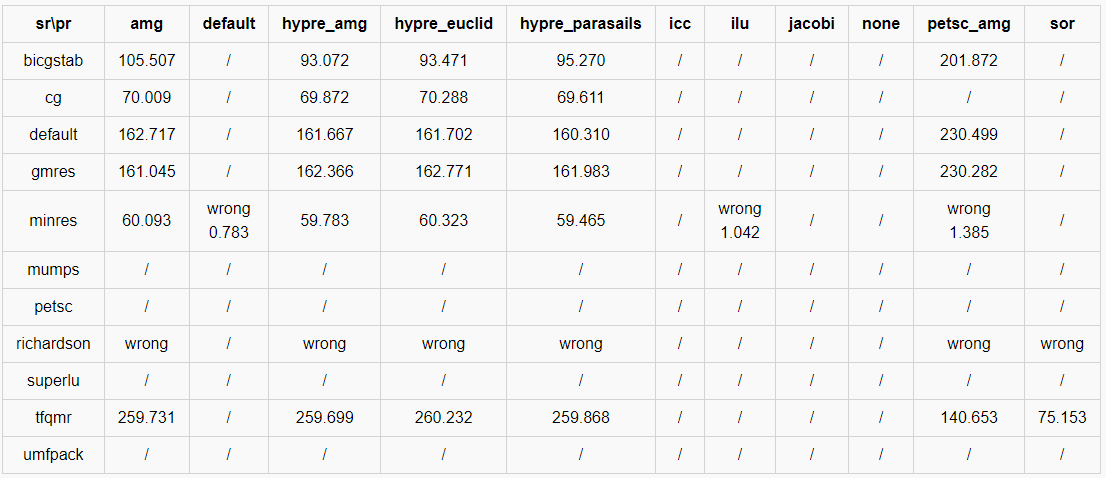 sr\pr amg default hypre_amg hypre_euclid hypre_parasails icc ilu jacobi none petsc_amg sor
bicgstab 105.507 / 93.072 93.471 95.270 / / / / 201.872 /
cg 70.009 / 69.872 70.288 69.611 / / / / / /
default 162.717 / 161.667 161.702 160.310 / / / / 230.499 /
gmres 161.045 / 162.366 162.771 161.983 / / / / 230.282 /
minres 60.093 wrong 0.783 59.783 60.323 59.465 / wrong 1.042 / / wrong 1.385 /
mumps / / / / / / / / / / /
petsc / / / / / / / / / / /
richardson wrong / wrong wrong wrong / / / / wrong wrong
superlu / / / / / / / / / / /
tfqmr 259.731 / 259.699 260.232 259.868 / / / / 140.653 75.153
umfpack / / / / / / / / / / /